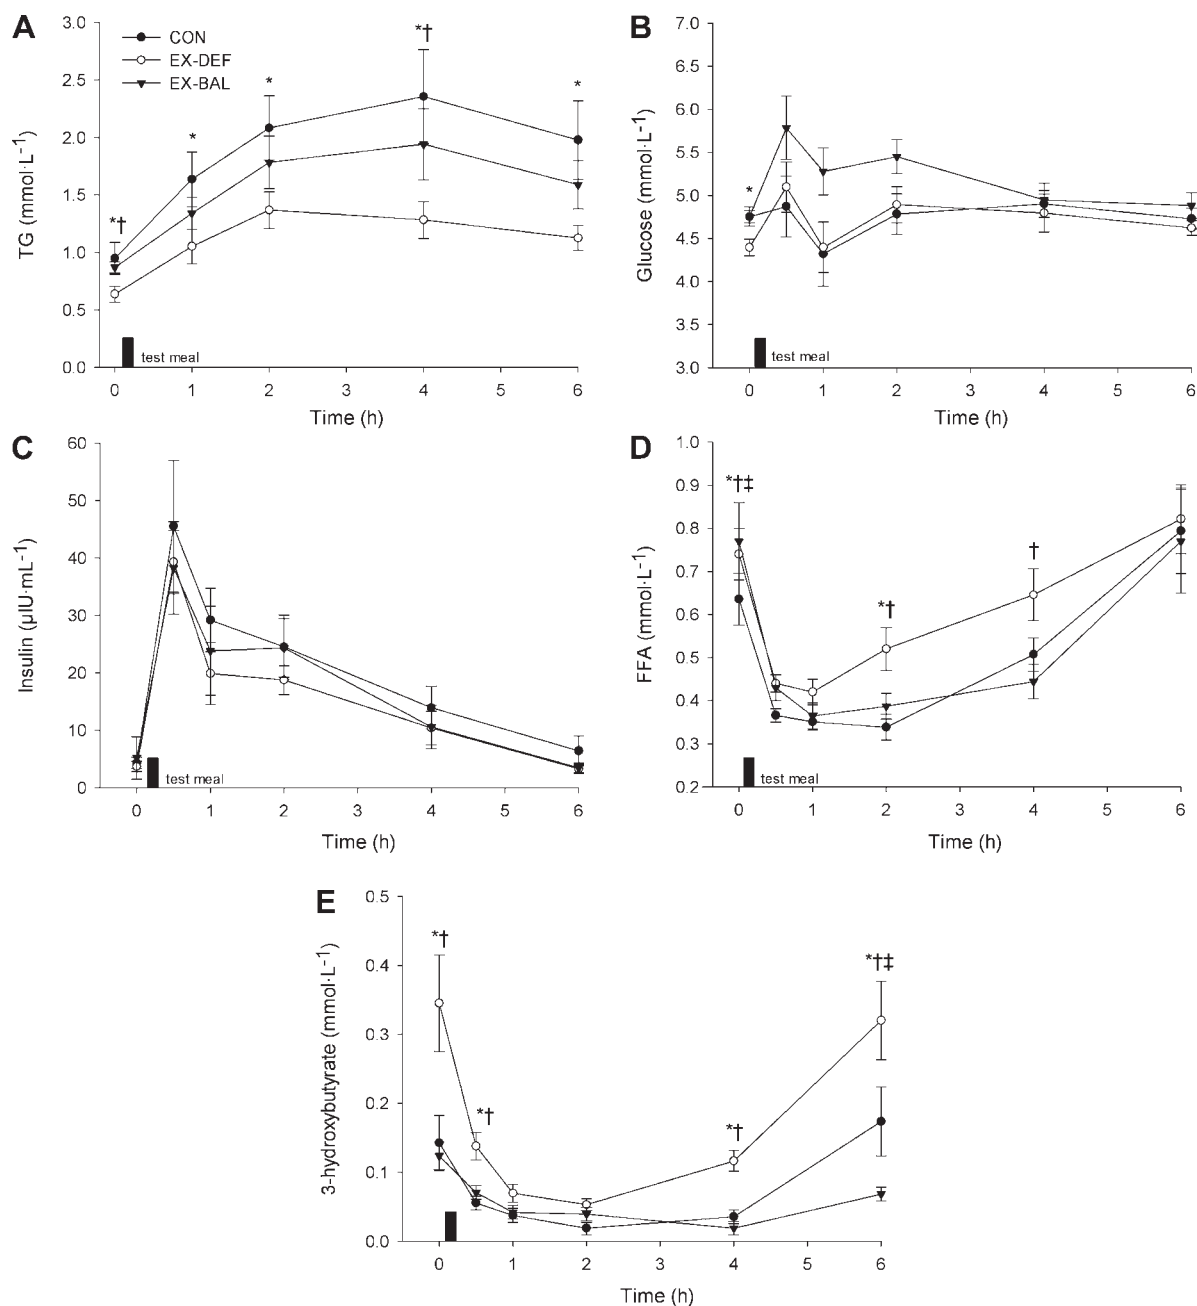 A
CON
EX-DEF
EX-BAL
TG (mmol·L⁻¹)
3.0
2.5
2.0
1.5
1.0
0.5
0.0
*†
*
*
*†
*
test meal
0 1 2 3 4 5 6
Time (h)
B
Glucose (mmol·L⁻¹)
7.0
6.5
6.0
5.5
5.0
4.5
4.0
3.5
3.0
*
test meal
0 1 2 3 4 5 6
Time (h)
C
Insulin (µIU·mL⁻¹)
60
50
40
30
20
10
0
test meal
0 1 2 3 4 5 6
Time (h)
D
FFA (mmol·L⁻¹)
1.0
0.9
0.8
0.7
0.6
0.5
0.4
0.3
0.2
*†‡
*†
†
test meal
0 1 2 3 4 5 6
Time (h)
E
3-hydroxybutyrate (mmol·L⁻¹)
0.5
0.4
0.3
0.2
0.1
0.0
*†
*†
*†
*†‡
0 1 2 3 4 5 6
Time (h)